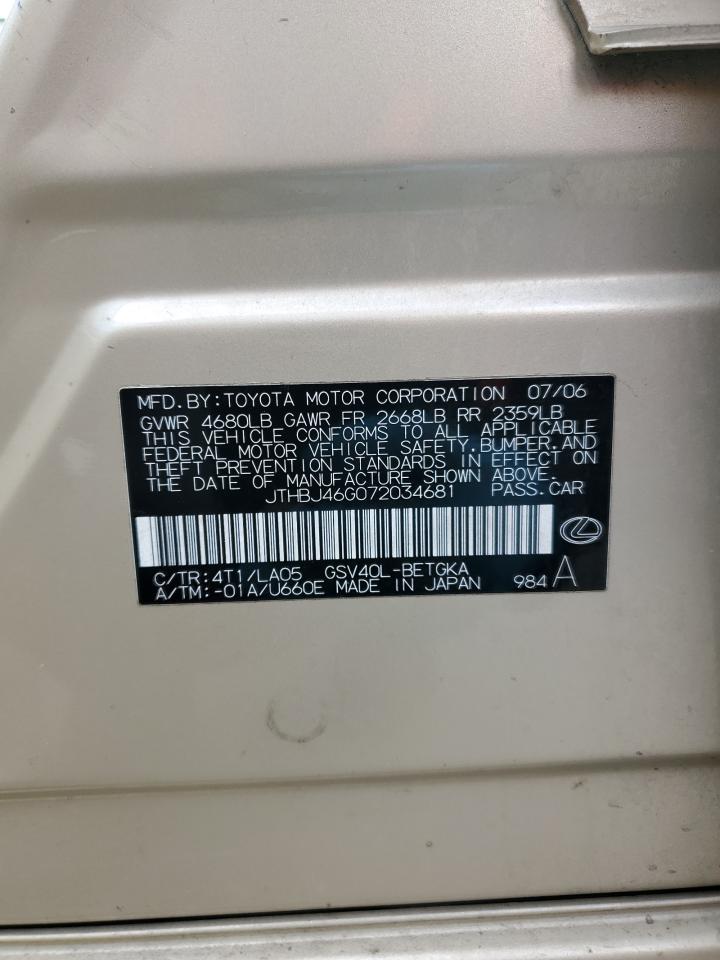 MFD.BY:TOYOTA MOTOR CORPORATION 07/06
GVWR 4680LB GAWR FR 2668LB RR 2359LB
THIS VEHICLE CONFORMS TO ALL APPLICABLE
FEDERAL MOTOR VEHICLE SAFETY,BUMPER,AND
THEFT PREVENTION STANDARDS IN EFFECT ON
THE DATE OF MANUFACTURE SHOWN ABOVE.
JTHBJ46G072034681 PASS.CAR
C/TR:4T1/LA05 GSV40L-BETGKA
A/TM:-01A/U660E MADE IN JAPAN 984 A